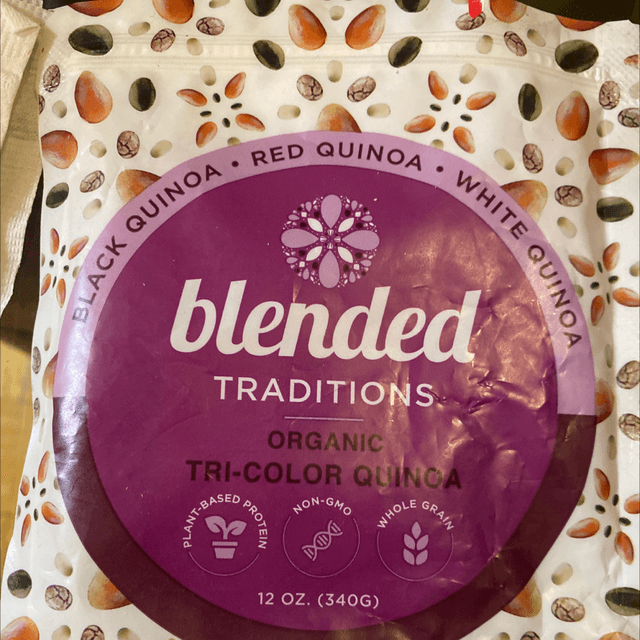 BLACK QUINOA • RED QUINOA • WHITE QUINOA
blended
TRADITIONS
ORGANIC
TRI-COLOR QUINOA
PLANT-BASED PROTEIN
NON-GMO
WHOLE GRAIN
12 OZ. (340G)